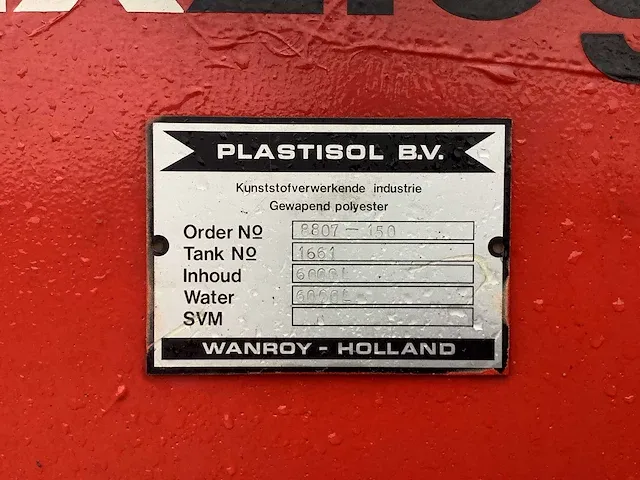 PLASTISOL B.V.
Kunststofverwerkende industrie
Gewapend polyester
Order Nº 8807-150
Tank Nº 1661
Inhoud 6000L
Water 6000L
SVM
WANROY - HOLLAND